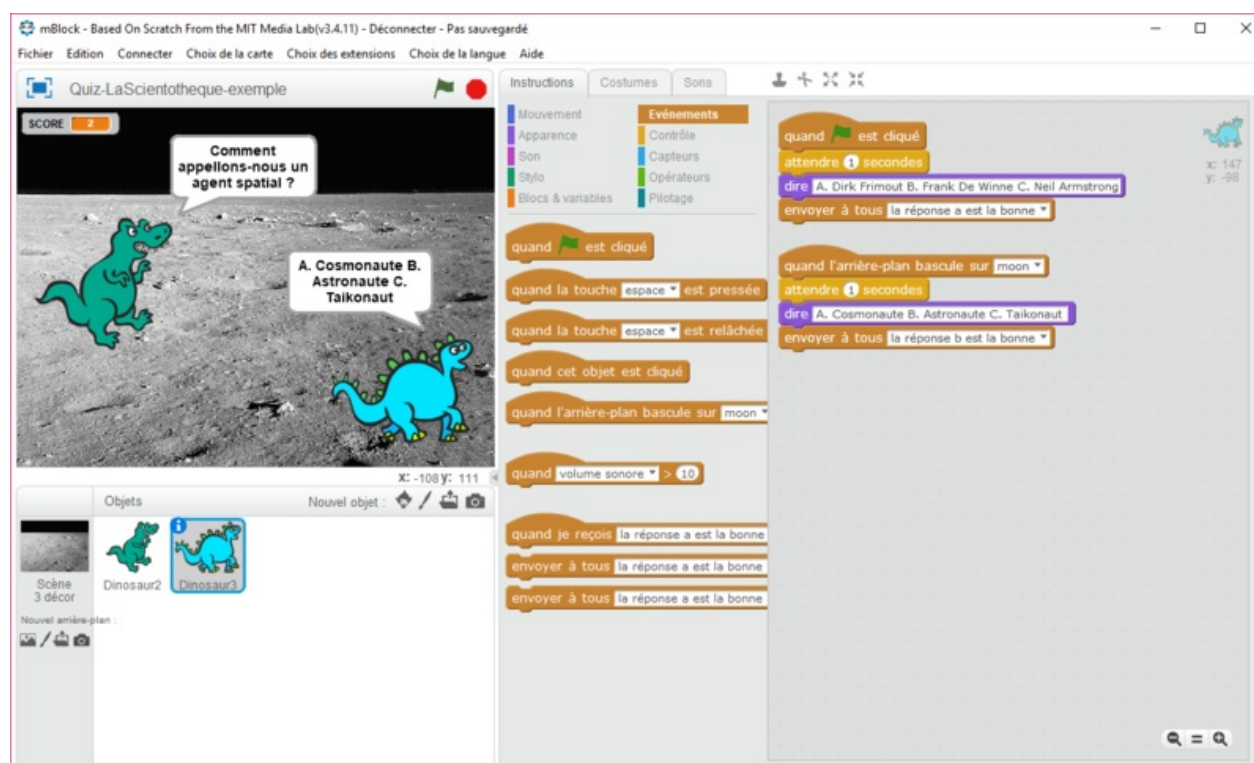 mBlock - Based On Scratch From the MIT Media Lab(v3.4.11) - Déconnecter - Pas sauvegardé
Fichier Edition Connecter Choix de la carte Choix des extensions Choix de la langue Aide
Quiz-LaScientotheque-exemple
SCORE 2
Comment
appellons-nous un
agent spatial ?
A. Cosmonaute B.
Astronaute C.
Taikonaut
x: -108 y: 111
Objets
Nouvel objet :
Scène
3 décor
Dinosaur2
Dinosaur3
Nouvel arrière-plan :
Instructions Costumes Sons
Mouvement Evénements
Apparence Contrôle
Son Capteurs
Stylo Opérateurs
Blocs & variables Pilotage
quand est cliqué
quand la touche espace est pressée
quand la touche espace est relâchée
quand cet objet est cliqué
quand l'arrière-plan bascule sur moon
quand volume sonore > 10
quand je reçois la réponse a est la bonne
envoyer à tous la réponse a est la bonne
envoyer à tous la réponse a est la bonne
quand est cliqué
attendre 1 secondes
dire A. Dirk Frimout B. Frank De Winne C. Neil Armstrong
envoyer à tous la réponse a est la bonne
quand l'arrière-plan bascule sur moon
attendre 1 secondes
dire A. Cosmonaute B. Astronaute C. Taikonaut
envoyer à tous la réponse b est la bonne
x: 147
y: -98